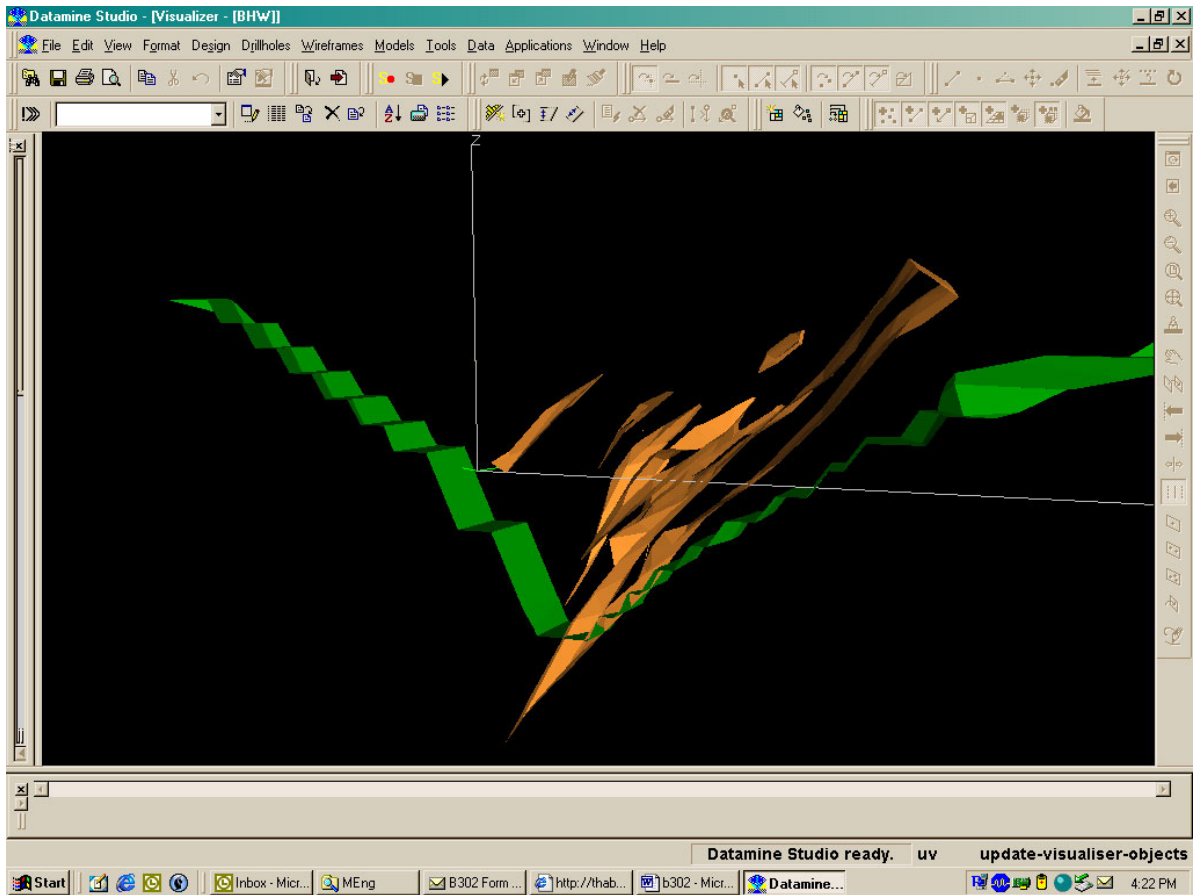 Datamine Studio - [Visualizer - [BHW]]
File Edit View Format Design Drillholes Wireframes Models Tools Data Applications Window Help
Z
Datamine Studio ready. uv update-visualiser-objects
Start Inbox - Micr... MEng B302 Form ... http://thab... b302 - Micr... Datamine... 4:22 PM